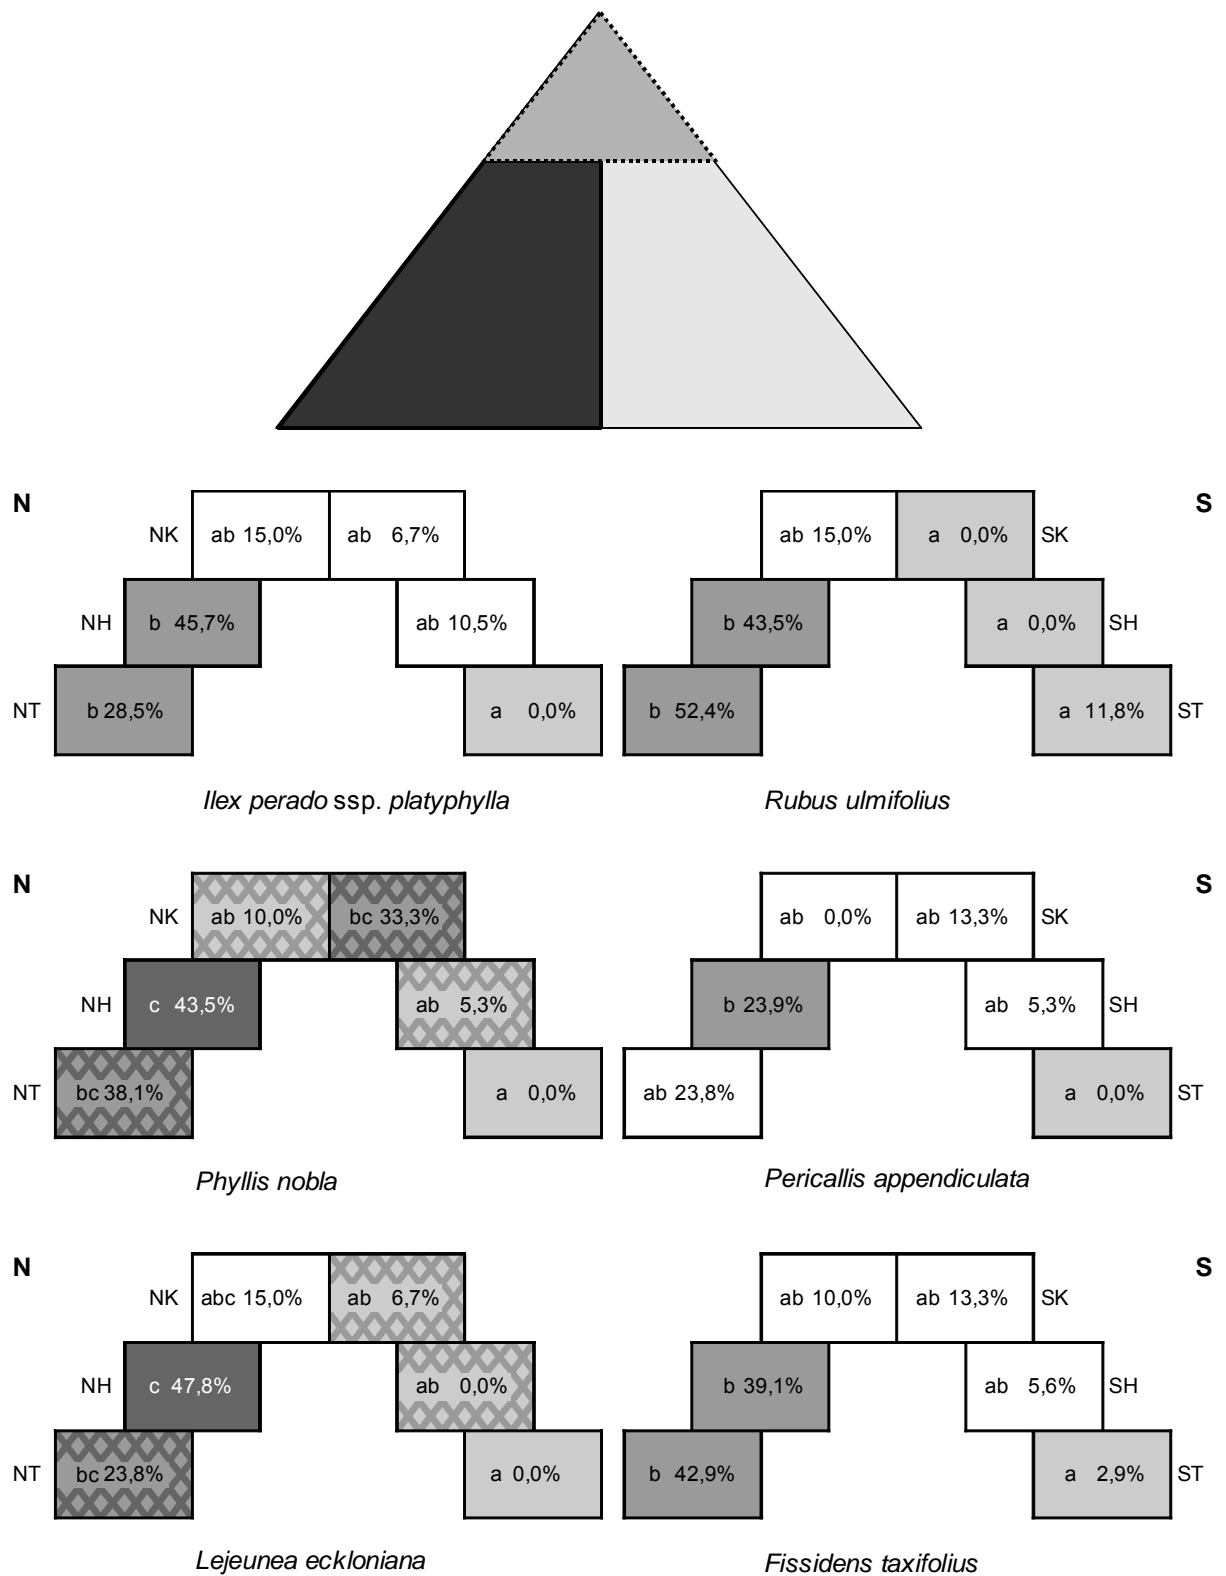 N S
NK ab 15,0% ab 6,7% ab 15,0% a 0,0% SK
NH b 45,7% ab 10,5% b 43,5% a 0,0% SH
NT b 28,5% a 0,0% b 52,4% a 11,8% ST
Ilex perado ssp. platyphylla Rubus ulmifolius
N S
NK ab 10,0% bc 33,3% ab 0,0% ab 13,3% SK
NH c 43,5% ab 5,3% b 23,9% ab 5,3% SH
NT bc 38,1% a 0,0% ab 23,8% a 0,0% ST
Phyllis nobla Pericallis appendiculata
N S
NK abc 15,0% ab 6,7% ab 10,0% ab 13,3% SK
NH c 47,8% ab 0,0% b 39,1% ab 5,6% SH
NT bc 23,8% a 0,0% b 42,9% a 2,9% ST
Lejeunea eckloniana Fissidens taxifolius